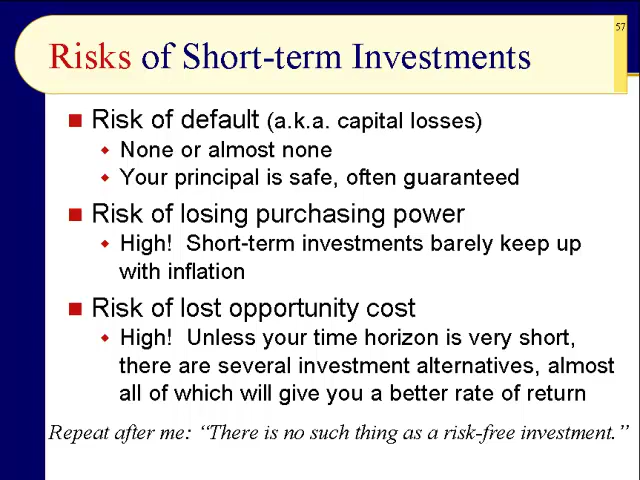 57
Risks of Short-term Investments
Risk of default (a.k.a. capital losses)
None or almost none
Your principal is safe, often guaranteed
Risk of losing purchasing power
High!  Short-term investments barely keep up
with inflation
Risk of lost opportunity cost
High!  Unless your time horizon is very short,
there are several investment alternatives, almost
all of which will give you a better rate of return
Repeat after me: “There is no such thing as a risk-free investment.”